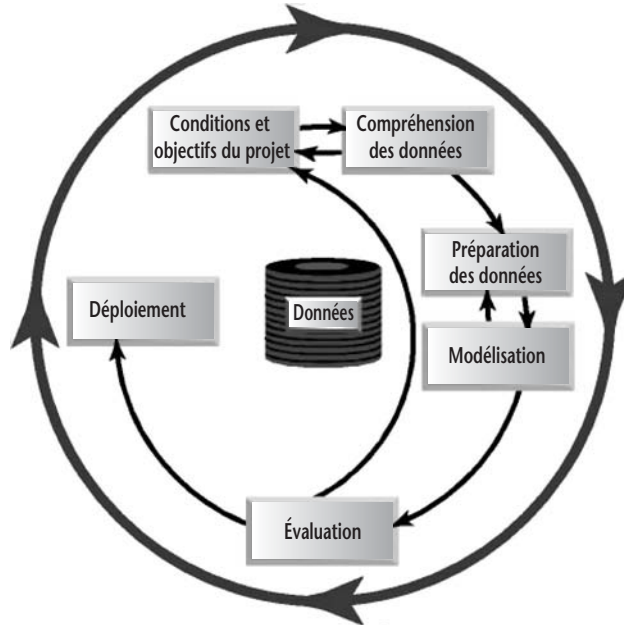 Conditions et
objectifs du projet
Compréhension
des données
Préparation
des données
Déploiement
Données
Modélisation
Évaluation